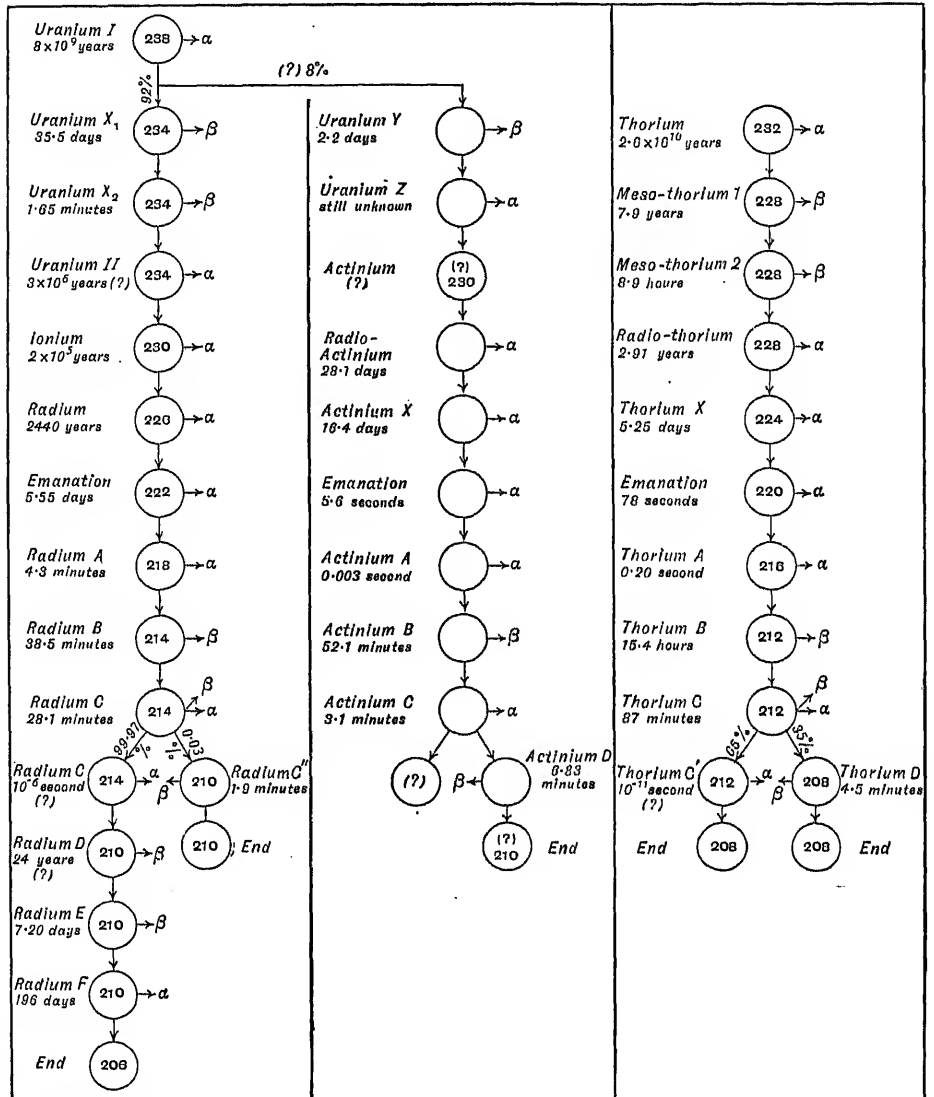 Uranium I
8×10⁹ years
238
α
92%
(?) 8%
Uranium X₁
35·5 days
234
β
Uranium X₂
1·65 minutes
234
β
Uranium II
3×10⁶ years (?)
234
α
Ionium
2×10⁵ years
230
α
Radium
2440 years
226
α
Emanation
5·55 days
222
α
Radium A
4·3 minutes
218
α
Radium B
38·5 minutes
214
β
Radium C
28·1 minutes
214
β
α
99·97 %
0·03 %
Radium C'
10⁻⁶ second
(?)
214
α
β
210
Radium C"
1·9 minutes
210
End
Radium D
24 years
(?)
210
β
Radium E
7·20 days
210
β
Radium F
196 days
210
α
End
206
Uranium Y
2·2 days
β
Uranium Z
still unknown
α
Actinium
(?)
(?)
230
Radio-
Actinium
28·1 days
α
Actinium X
16·4 days
α
Emanation
5·6 seconds
α
Actinium A
0·003 second
α
Actinium B
52·1 minutes
β
Actinium C
3·1 minutes
α
(?)
β
Actinium D
6·83
minutes
(?)
210
End
Thorium
2·6×10¹⁰ years
232
α
Meso-thorium 1
7·9 years
228
β
Meso-thorium 2
8·9 hours
228
β
Radio-thorium
2·91 years
228
α
Thorium X
5·25 days
224
α
Emanation
78 seconds
220
α
Thorium A
0·20 second
216
α
Thorium B
15·4 hours
212
β
Thorium C
87 minutes
212
β
α
65%
35%
Thorium C'
10⁻¹¹ second
(?)
212
α
β
208
Thorium D
4·5 minutes
End
208
208
End